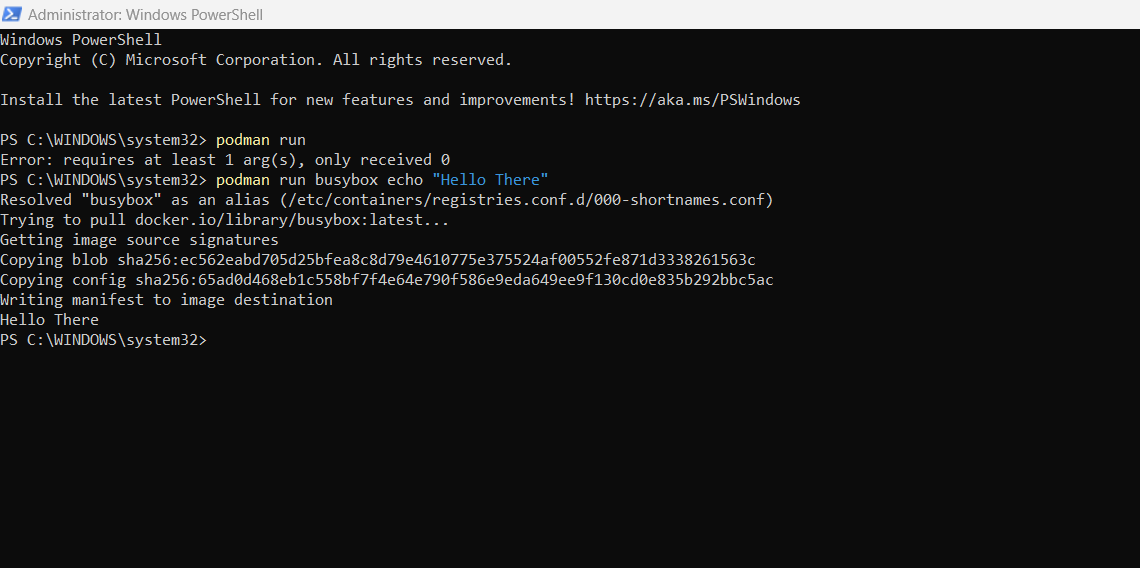 Administrator: Windows PowerShell
Windows PowerShell
Copyright (C) Microsoft Corporation. All rights reserved.
Install the latest PowerShell for new features and improvements! https://aka.ms/PSWindows
PS C:\WINDOWS\system32> podman run
Error: requires at least 1 arg(s), only received 0
PS C:\WINDOWS\system32> podman run busybox echo "Hello There"
Resolved "busybox" as an alias (/etc/containers/registries.conf.d/000-shortnames.conf)
Trying to pull docker.io/library/busybox:latest...
Getting image source signatures
Copying blob sha256:ec562eabd705d25bfea8c8d79e4610775e375524af00552fe871d3338261563c
Copying config sha256:65ad0d468eb1c558bf7f4e64e790f586e9eda649ee9f130cd0e835b292bbc5ac
Writing manifest to image destination
Hello There
PS C:\WINDOWS\system32>